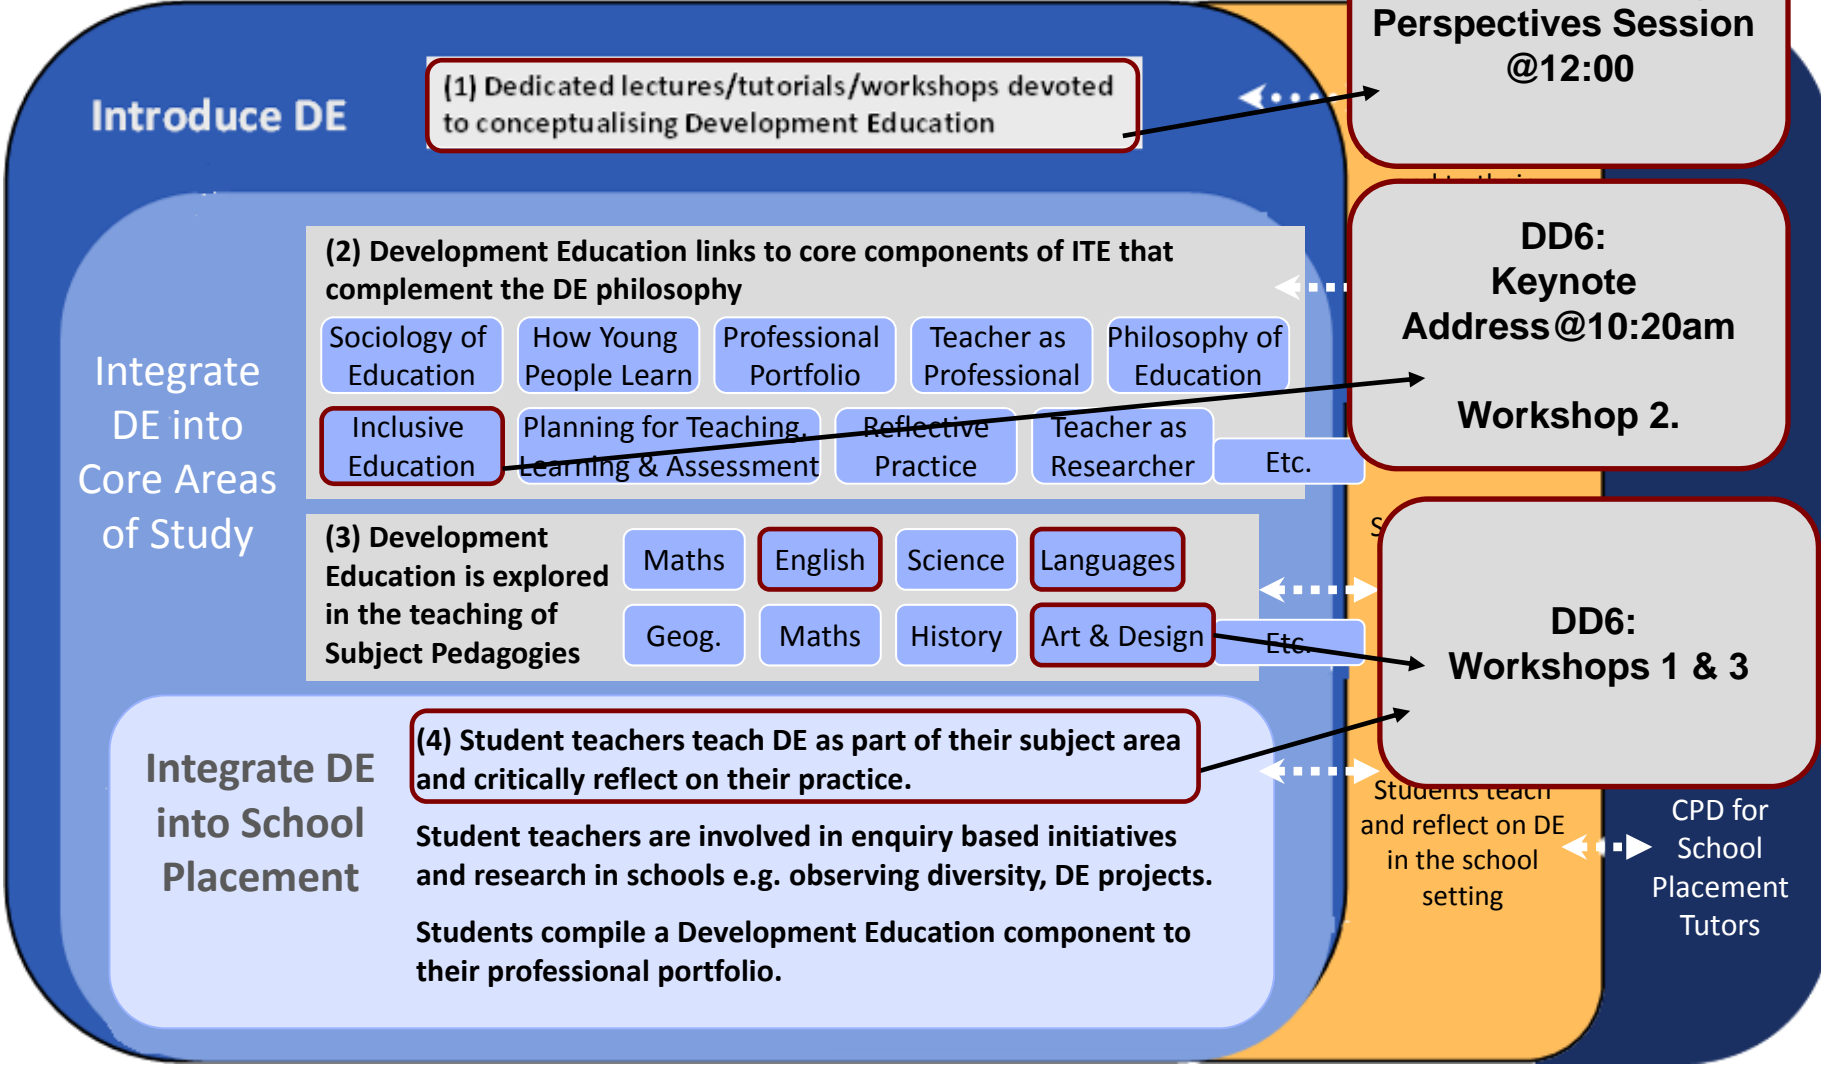 Introduce DE
(1) Dedicated lectures/tutorials/workshops devoted
to conceptualising Development Education
Perspectives Session
@12:00
Integrate
DE into
Core Areas
of Study
(2) Development Education links to core components of ITE that
complement the DE philosophy
Sociology of
Education
How Young
People Learn
Professional
Portfolio
Teacher as
Professional
Philosophy of
Education
Inclusive
Education
Planning for Teaching,
Learning & Assessment
Reflective
Practice
Teacher as
Researcher
Etc.
DD6:
Keynote
Address@10:20am
Workshop 2.
(3) Development
Education is explored
in the teaching of
Subject Pedagogies
Maths
English
Science
Languages
Geog.
Maths
History
Art & Design
Etc.
DD6:
Workshops 1 & 3
Integrate DE
into School
Placement
(4) Student teachers teach DE as part of their subject area
and critically reflect on their practice.
Student teachers are involved in enquiry based initiatives
and research in schools e.g. observing diversity, DE projects.
Students compile a Development Education component to
their professional portfolio.
Students teach
and reflect on DE
in the school
setting
CPD for
School
Placement
Tutors